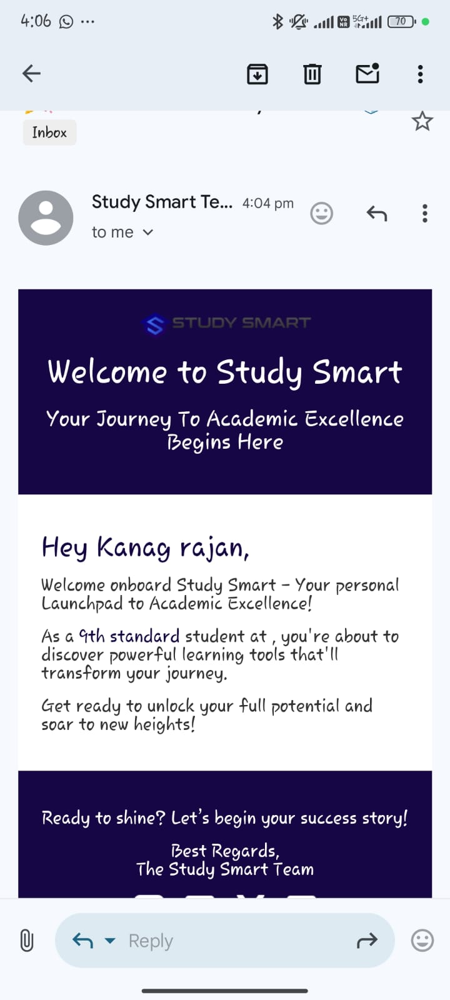 4:06
Vo NR 5G+ 70
Inbox
Study Smart Te... 4:04 pm
to me
STUDY SMART
Welcome to Study Smart
Your Journey To Academic Excellence
Begins Here
Hey Kanag rajan,
Welcome onboard Study Smart – Your personal
Launchpad to Academic Excellence!
As a 9th standard student at , you're about to
discover powerful learning tools that'll
transform your journey.
Get ready to unlock your full potential and
soar to new heights!
Ready to shine? Let’s begin your success story!
Best Regards,
The Study Smart Team
Reply